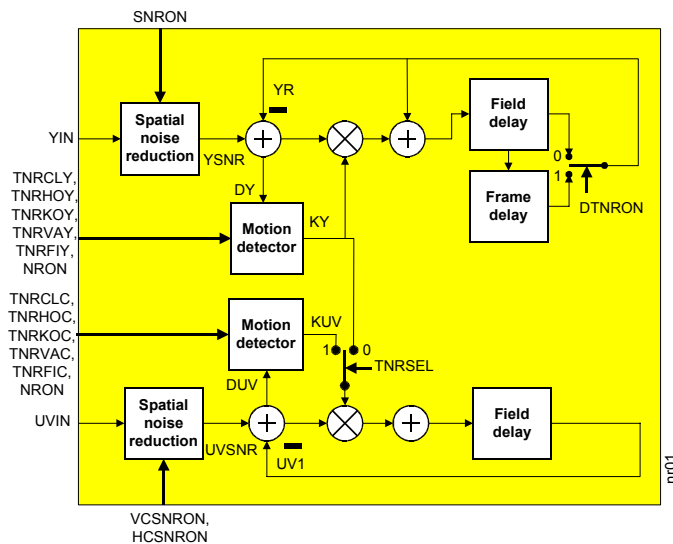 SNRON
YIN
Spatial
noise
reduction
YSNR
YR
DY
Field
delay
0
1
DTNRON
Frame
delay
TNRCLY,
TNRHOY,
TNRKOY,
TNRVAY,
TNRFIY,
NRON
Motion
detector
KY
TNRCLC,
TNRHOC,
TNRKOC,
TNRVAC,
TNRFIC,
NRON
Motion
detector
KUV
1
0
TNRSEL
DUV
UVIN
Spatial
noise
reduction
UVSNR
UV1
Field
delay
VCSNRON,
HCSNRON
nr01